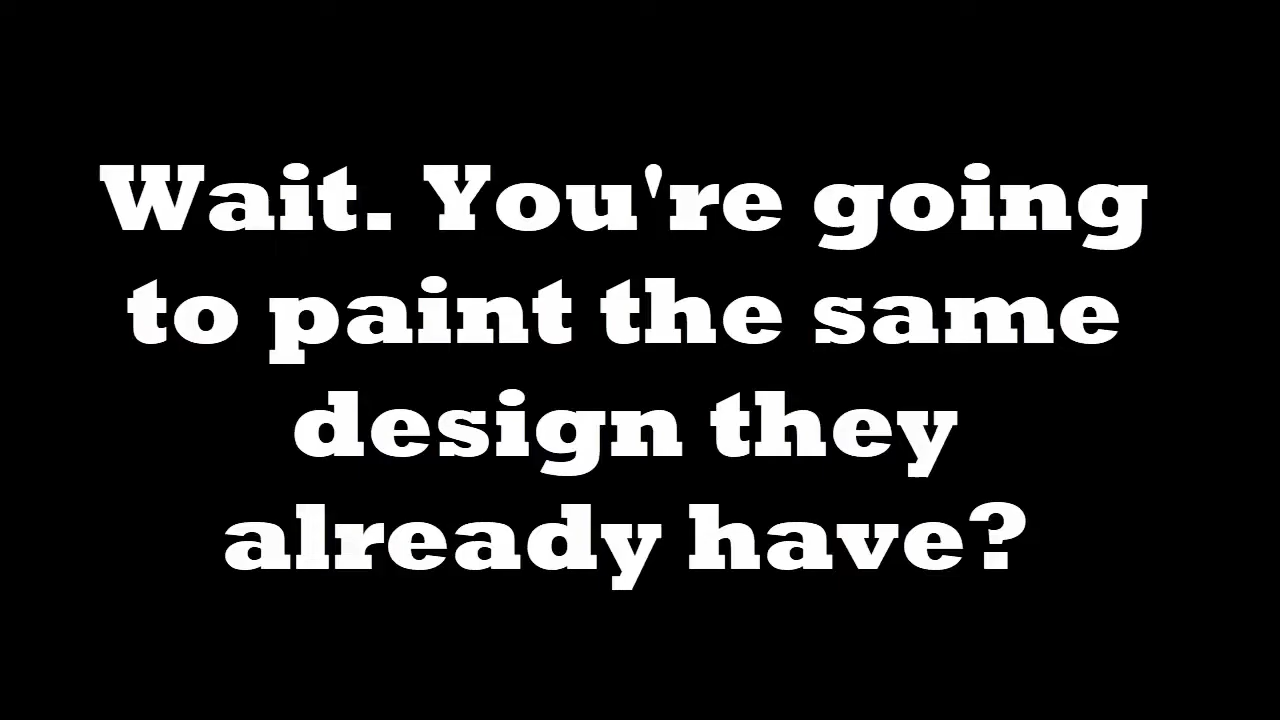 Wait. You're going
to paint the same
design they
already have?